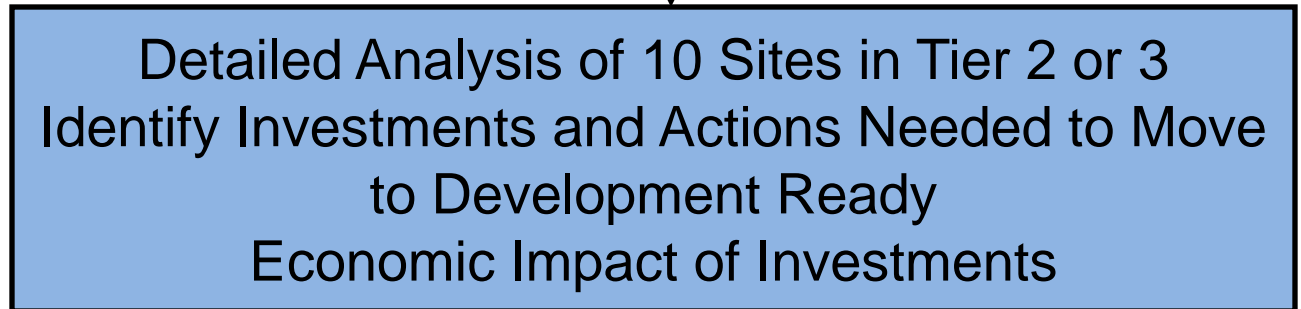 Detailed Analysis of 10 Sites in Tier 2 or 3
Identify Investments and Actions Needed to Move
to Development Ready
Economic Impact of Investments